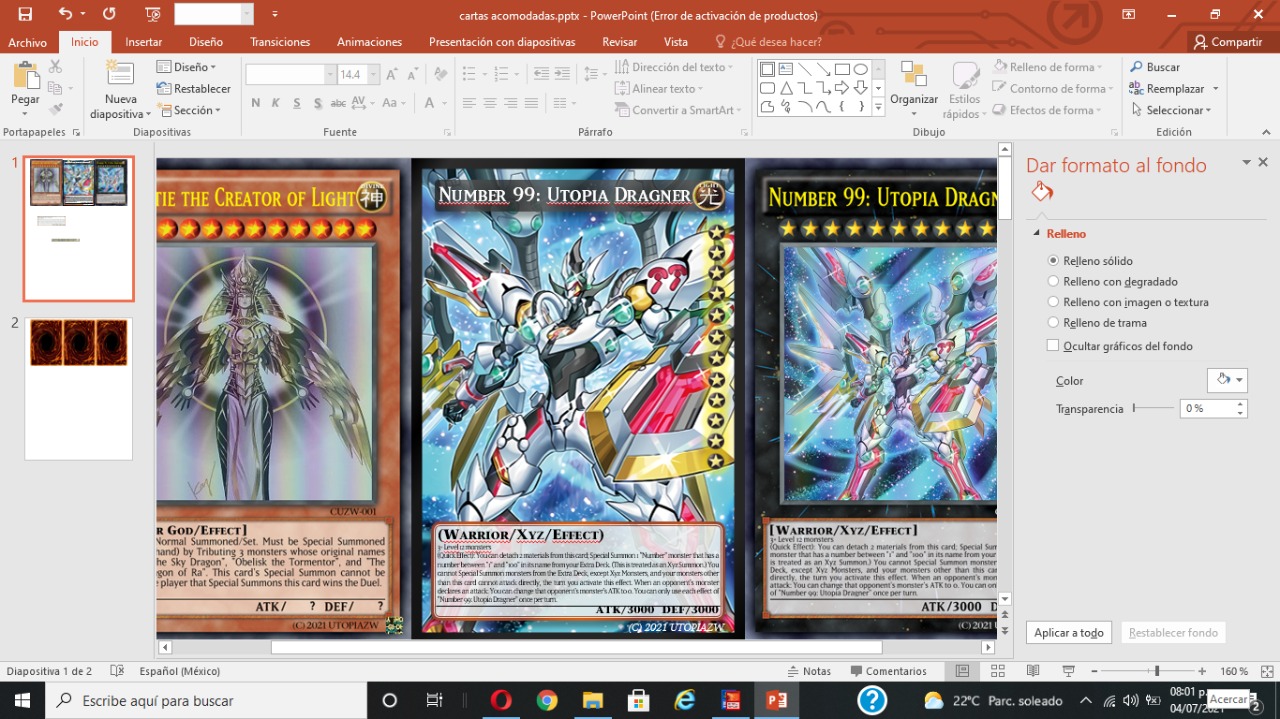 cartas acomodadas.pptx - PowerPoint (Error de activación de productos)
Archivo Inicio Insertar Diseño Transiciones Animaciones Presentación con diapositivas Revisar Vista ¿Qué desea hacer? Compartir
Pegar
Nueva diapositiva
Diseño
Restablecer
Sección
14.4
N K S S abc AV Aa A
Dirección del texto
Alinear texto
Convertir a SmartArt
Organizar
Estilos rápidos
Relleno de forma
Contorno de forma
Efectos de forma
Buscar
Reemplazar
Seleccionar
Portapapeles Diapositivas Fuente Párrafo Dibujo Edición
1
2
TIE THE CREATOR OF LIGHT
DIVINE
神
CUZW-001
R GOD/EFFECT]
Normal Summoned/Set. Must be Special Summoned
hand) by Tributing 3 monsters whose original names
he Sky Dragon", "Obelisk the Tormentor", and "The
gon of Ra". This card's Special Summon cannot be
e player that Special Summons this card wins the Duel.
ATK/ ? DEF/ ?
(C) 2021 UTOPIAZW
NUMBER 99: UTOPIA DRAGNER
LIGHT
光
(WARRIOR/XYZ/EFFECT)
3- Level 12 monsters
(Quick Effect): You can detach 2 materials from this card; Special Summon 1 "Number" monster that has a
number between "1" and "100" in its name from your Extra Deck. (This is treated as an Xyz Summon.) You
cannot Special Summon monsters from the Extra Deck, except Xyz Monsters, and your monsters other
than this card cannot attack directly, the turn you activate this effect. When an opponent's monster
declares an attack: You can change that opponent's monster's ATK to 0. You can only use each effect of
"Number 99: Utopia Dragner" once per turn.
ATK/3000 DEF/3000
(C) 2021 UTOPIAZW
NUMBER 99: UTOPIA DRAGN
[WARRIOR/XYZ/EFFECT]
3- Level 12 monsters
(Quick Effect): You can detach 2 materials from this card; Special Sum
monster that has a number between "1" and "100" in its name from your
is treated as an Xyz Summon.) You cannot Special Summon monster
Deck, except Xyz Monsters, and your monsters other than this car
directly, the turn you activate this effect. When an opponent's mon
attack: You can change that opponent's monster's ATK to 0. You can onl
of "Number 99: Utopia Dragner" once per turn.
ATK/3000 D
(C) 2021
Dar formato al fondo
Relleno
Relleno sólido
Relleno con degradado
Relleno con imagen o textura
Relleno de trama
Ocultar gráficos del fondo
Color
Transparencia 0 %
Aplicar a todo Restablecer fondo
Diapositiva 1 de 2 Español (México) Notas Comentarios 160 %
Escribe aquí para buscar
22°C Parc. soleado
08:01 p.
04/07/202
Acercar
2